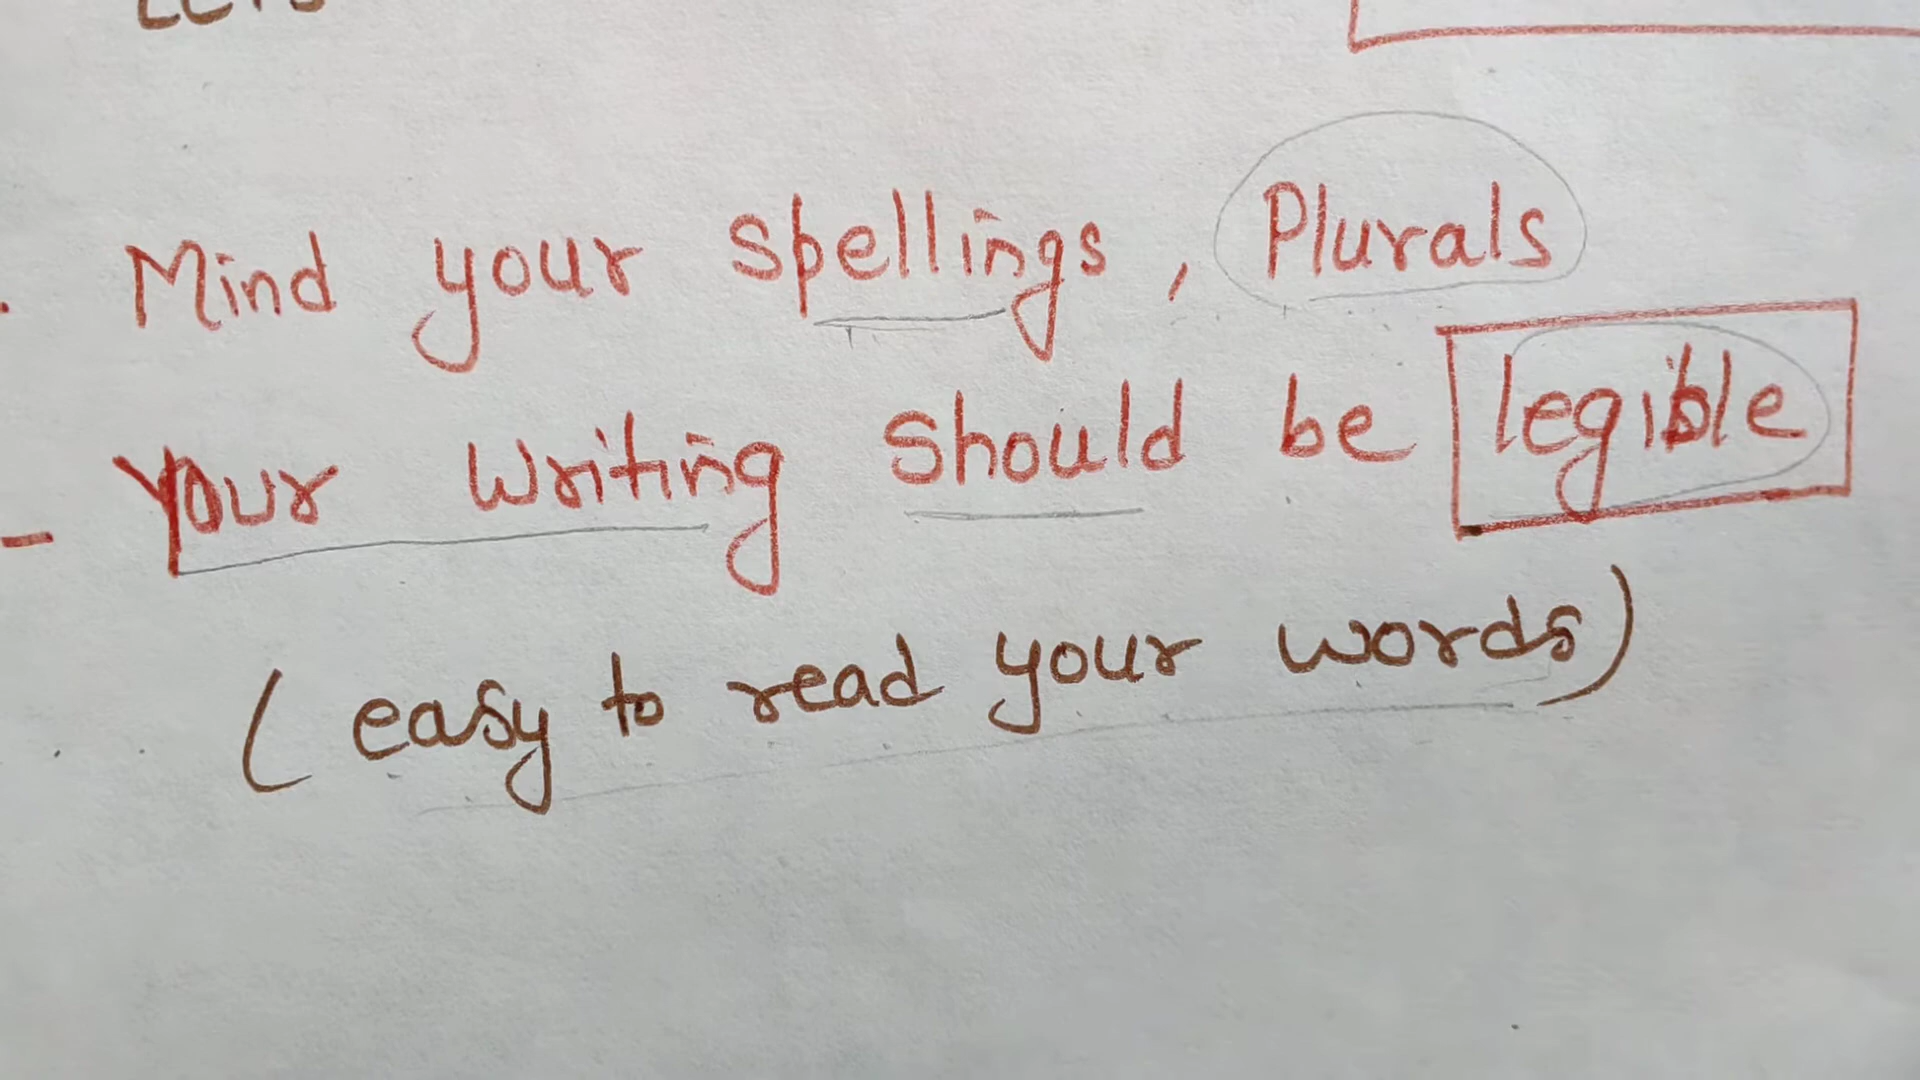 . Mind your spellings, Plurals
- Your Writing should be legible
(easy to read your words)